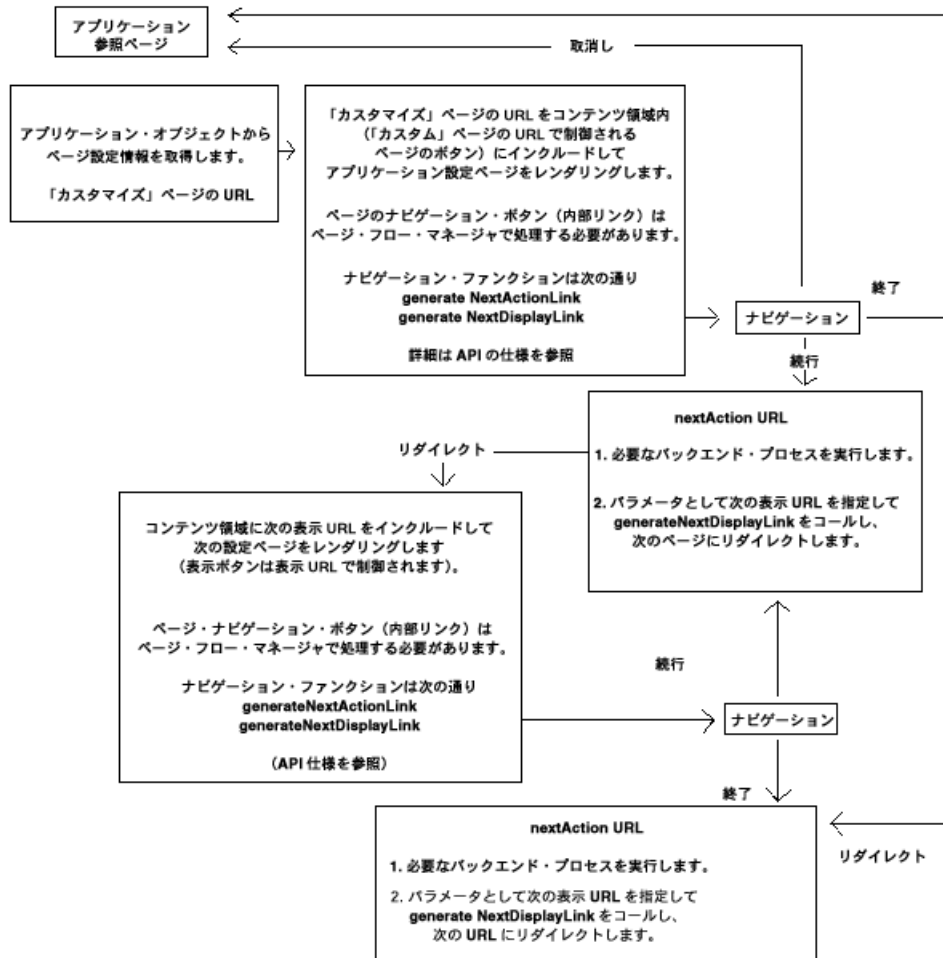 アプリケーション
参照ページ
取消し
アプリケーション・オブジェクトから
ページ設定情報を取得します。
「カスタマイズ」ページの URL
「カスタマイズ」ページの URL をコンテンツ領域内
（「カスタム」ページの URL で制御される
ページのボタン）にインクルードして
アプリケーション設定ページをレンダリングします。
ページのナビゲーション・ボタン（内部リンク）は
ページ・フロー・マネージャで処理する必要があります。
ナビゲーション・ファンクションは次の通り
generate NextActionLink
generate NextDisplayLink
詳細は API の仕様を参照
終了
ナビゲーション
続行
nextAction URL
1. 必要なバックエンド・プロセスを実行します。
2. パラメータとして次の表示 URL を指定して
generateNextDisplayLink をコールし、
次のページにリダイレクトします。
リダイレクト
コンテンツ領域に次の表示 URL をインクルードして
次の設定ページをレンダリングします
（表示ボタンは表示 URL で制御されます）。
ページ・ナビゲーション・ボタン（内部リンク）は
ページ・フロー・マネージャで処理する必要があります。
ナビゲーション・ファンクションは次の通り
generateNextActionLink
generateNextDisplayLink
（API 仕様を参照）
続行
ナビゲーション
終了
nextAction URL
1. 必要なバックエンド・プロセスを実行します。
2. パラメータとして次の表示 URL を指定して
generate NextDisplayLink をコールし、
次の URL にリダイレクトします。
リダイレクト